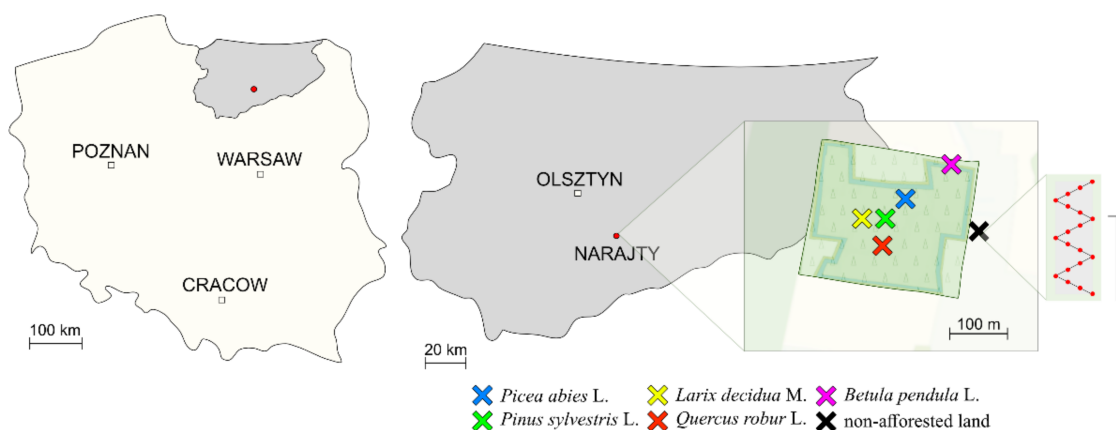 POZNAN
WARSAW
CRACOW
100 km
OLSZTYN
NARAJTY
20 km
100 m
Picea abies L.
Larix decidua M.
Betula pendula L.
Pinus sylvestris L.
Quercus robur L.
non-afforested land